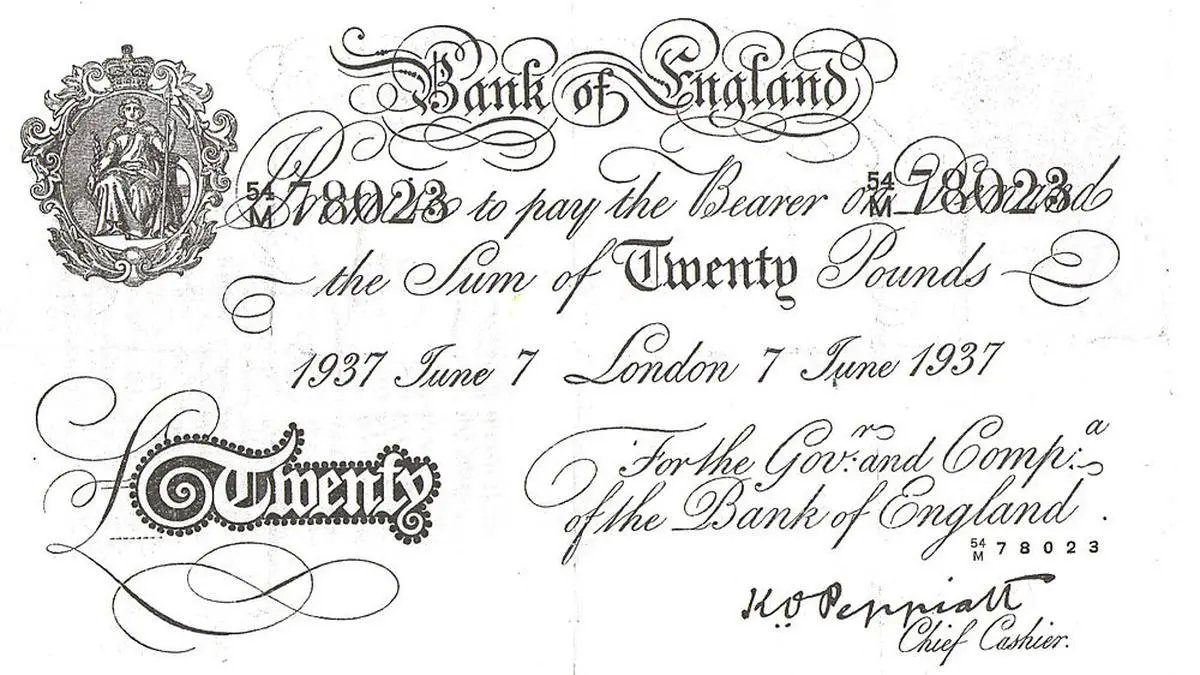 Bank of England
54/M 78023 to pay the Bearer on Demand 54/M 78023
the Sum of Twenty Pounds
1937 June 7 London 7 June 1937
For the Govr: and Compa:
of the Bank of England
54/M 78023
£ Twenty
K.O. Peppiatt
Chief Cashier.